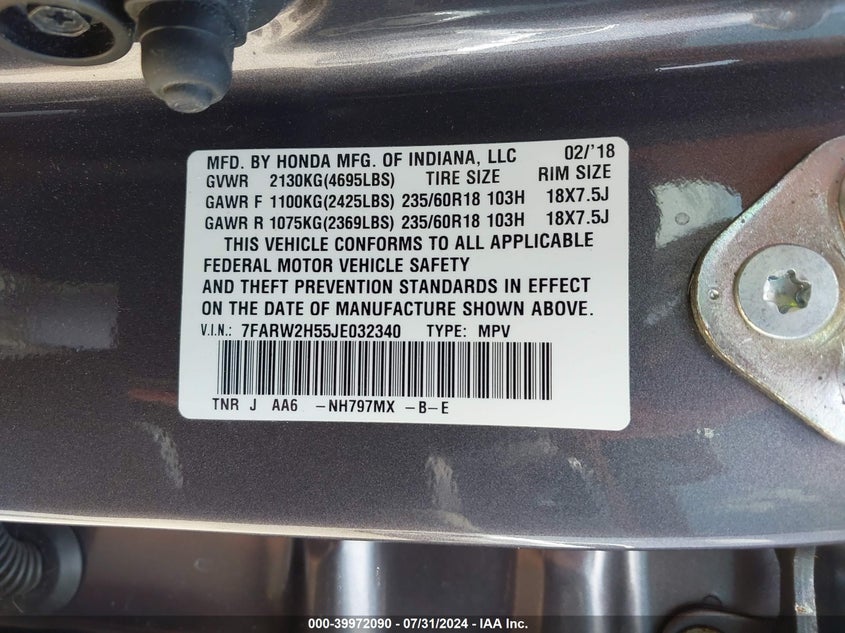 MFD. BY HONDA MFG. OF INDIANA, LLC 02/'18
GVWR 2130KG(4695LBS) TIRE SIZE RIM SIZE
GAWR F 1100KG(2425LBS) 235/60R18 103H 18X7.5J
GAWR R 1075KG(2369LBS) 235/60R18 103H 18X7.5J
THIS VEHICLE CONFORMS TO ALL APPLICABLE
FEDERAL MOTOR VEHICLE SAFETY
AND THEFT PREVENTION STANDARDS IN EFFECT
ON THE DATE OF MANUFACTURE SHOWN ABOVE.
V.I.N.: 7FARW2H55JE032340 TYPE: MPV
TNR J AA6 -NH797MX -B-E
000-39972090 - 07/31/2024 - IAA Inc.